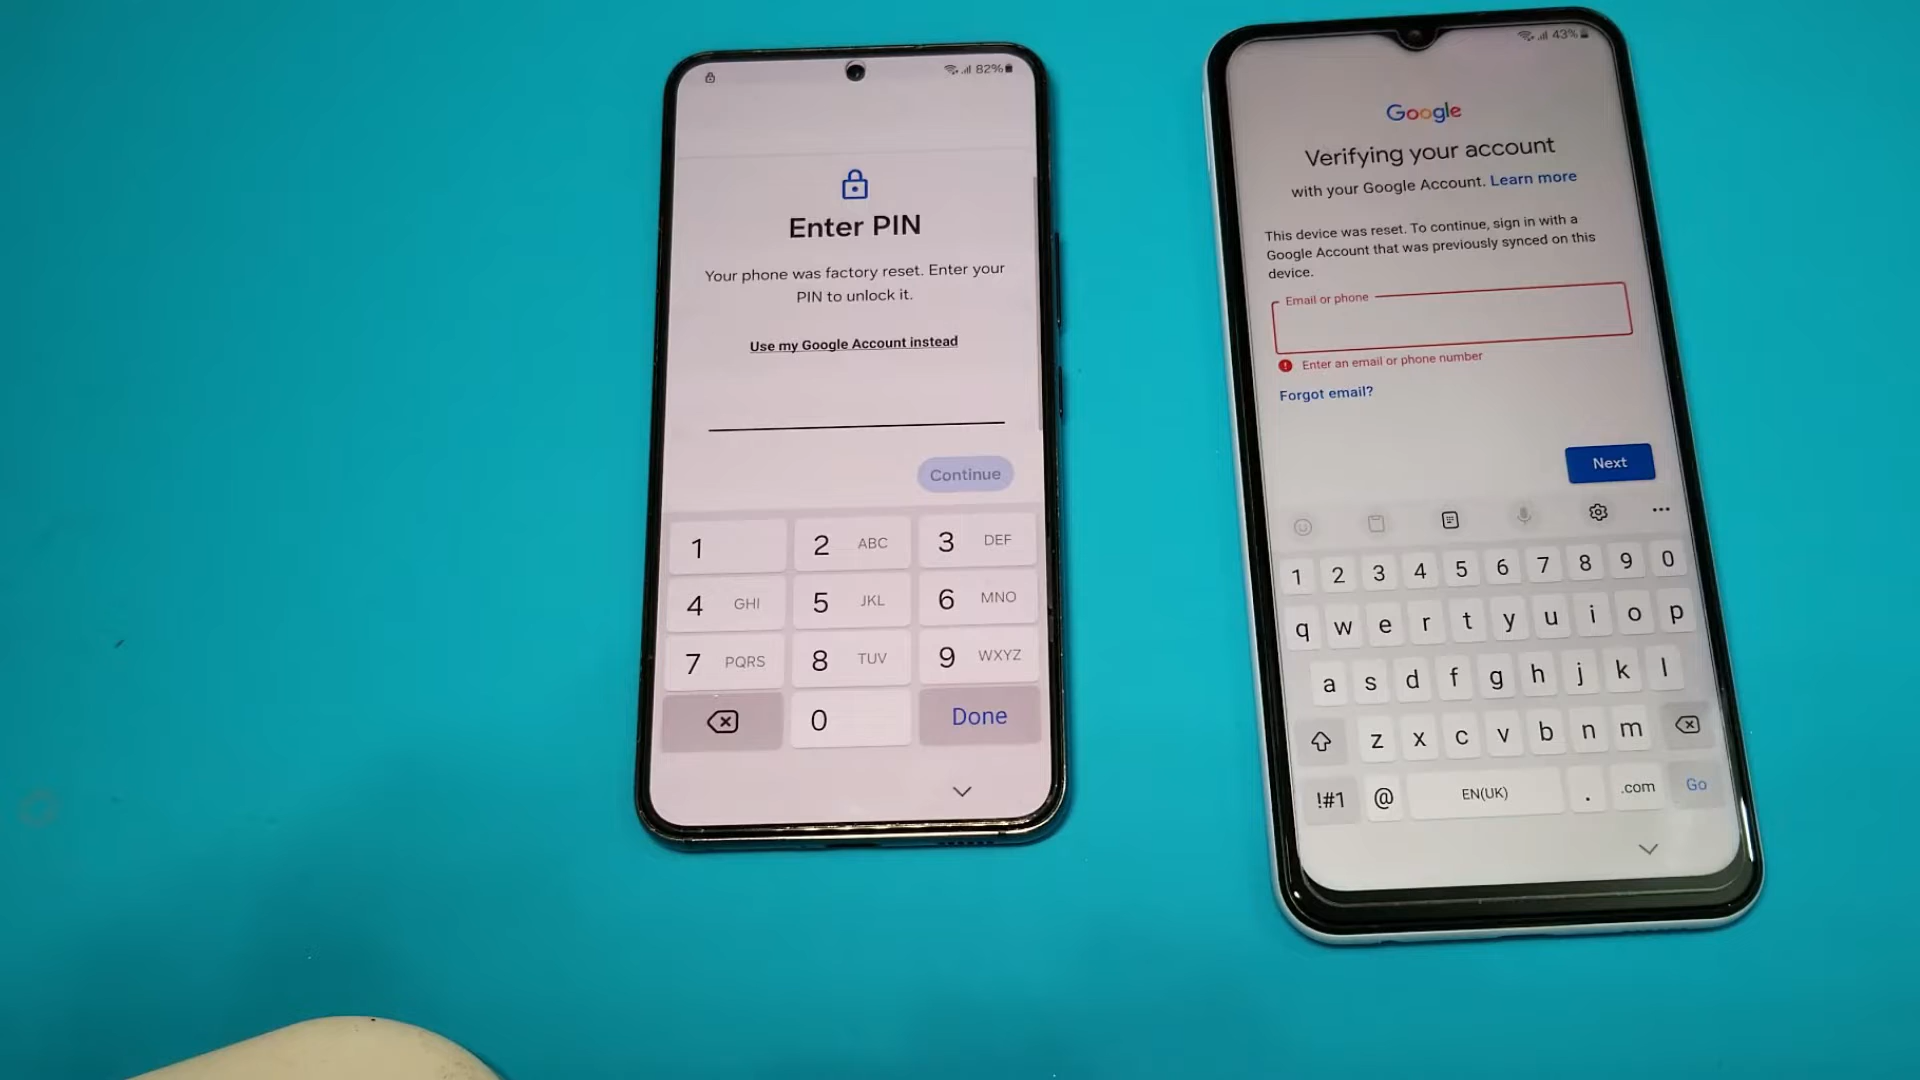 82%
Enter PIN
Your phone was factory reset. Enter your
PIN to unlock it.
Use my Google Account instead
Continue
1
2 ABC
3 DEF
4 GHI
5 JKL
6 MNO
7 PQRS
8 TUV
9 WXYZ
0
Done
43%
Google
Verifying your account
with your Google Account. Learn more
This device was reset. To continue, sign in with a
Google Account that was previously synced on this
device.
Email or phone
Enter an email or phone number
Forgot email?
Next
1 2 3 4 5 6 7 8 9 0
q w e r t y u i o p
a s d f g h j k l
z x c v b n m
!#1 @ EN(UK) . .com Go